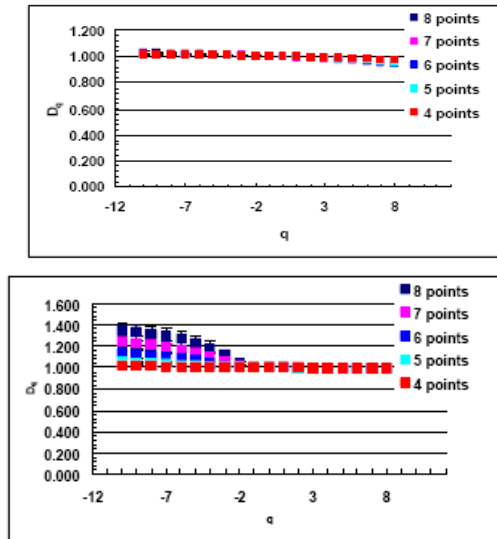 8 points
7 points
6 points
5 points
4 points
1.200
1.000
0.800
0.600
0.400
0.200
0.000
Dq
-12 -7 -2 3 8
q
8 points
7 points
6 points
5 points
4 points
1.600
1.400
1.200
1.000
0.800
0.600
0.400
0.200
0.000
Dq
-12 -7 -2 3 8
q